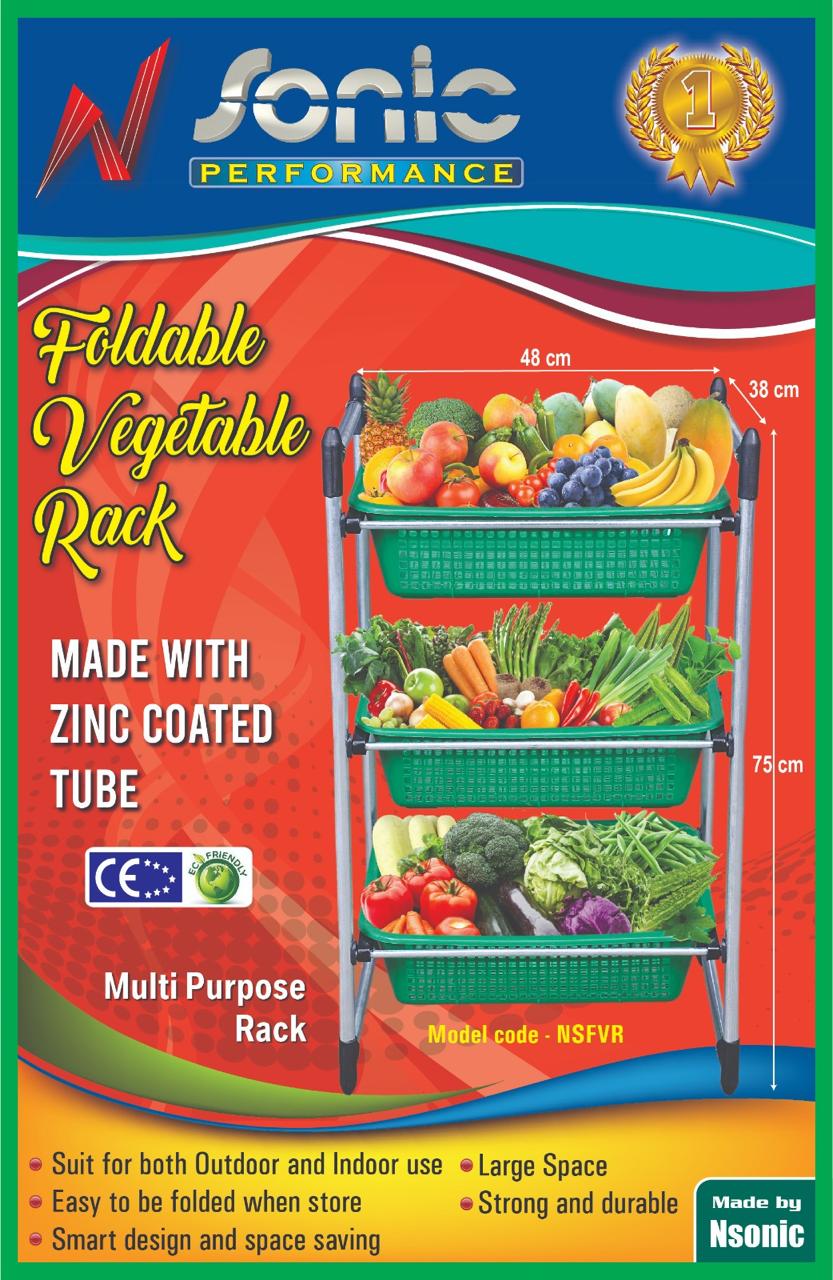 N Sonic
PERFORMANCE
1
Foldable
Vegetable
Rack
48 cm
38 cm
75 cm
MADE WITH
ZINC COATED
TUBE
CE
ECO FRIENDLY
Multi Purpose
Rack
Model code - NSFVR
Suit for both Outdoor and Indoor use
Easy to be folded when store
Smart design and space saving
Large Space
Strong and durable
Made by
Nsonic